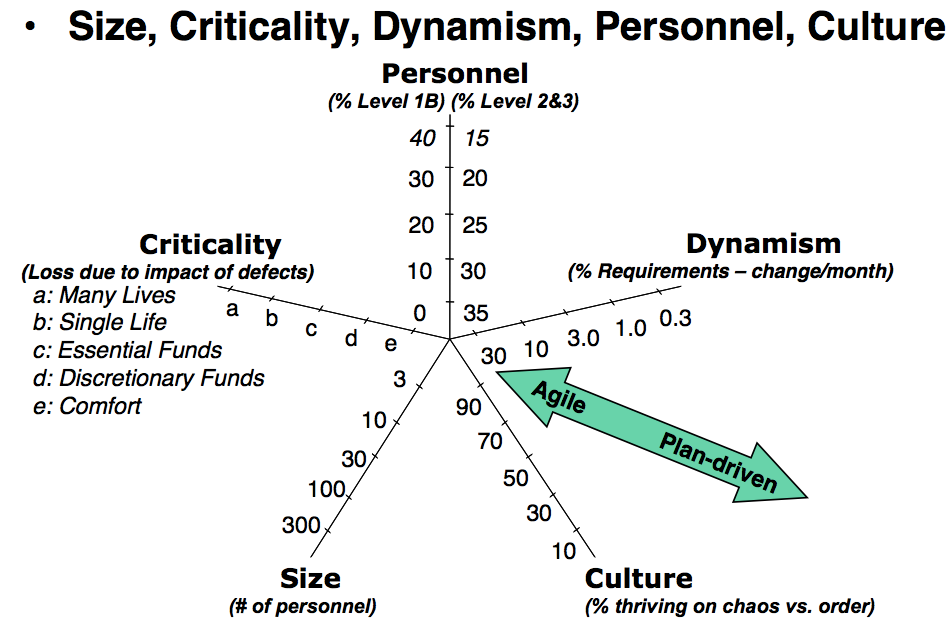 • Size, Criticality, Dynamism, Personnel, Culture
Personnel
(% Level 1B) (% Level 2&3)
40 15
30 20
20 25
10 30
0 35
Criticality
(Loss due to impact of defects)
a: Many Lives
b: Single Life
c: Essential Funds
d: Discretionary Funds
e: Comfort
a b c d e
Dynamism
(% Requirements – change/month)
30 10 3.0 1.0 0.3
3
10
30
100
300
Size
(# of personnel)
90
70
50
30
10
Culture
(% thriving on chaos vs. order)
Agile
Plan-driven